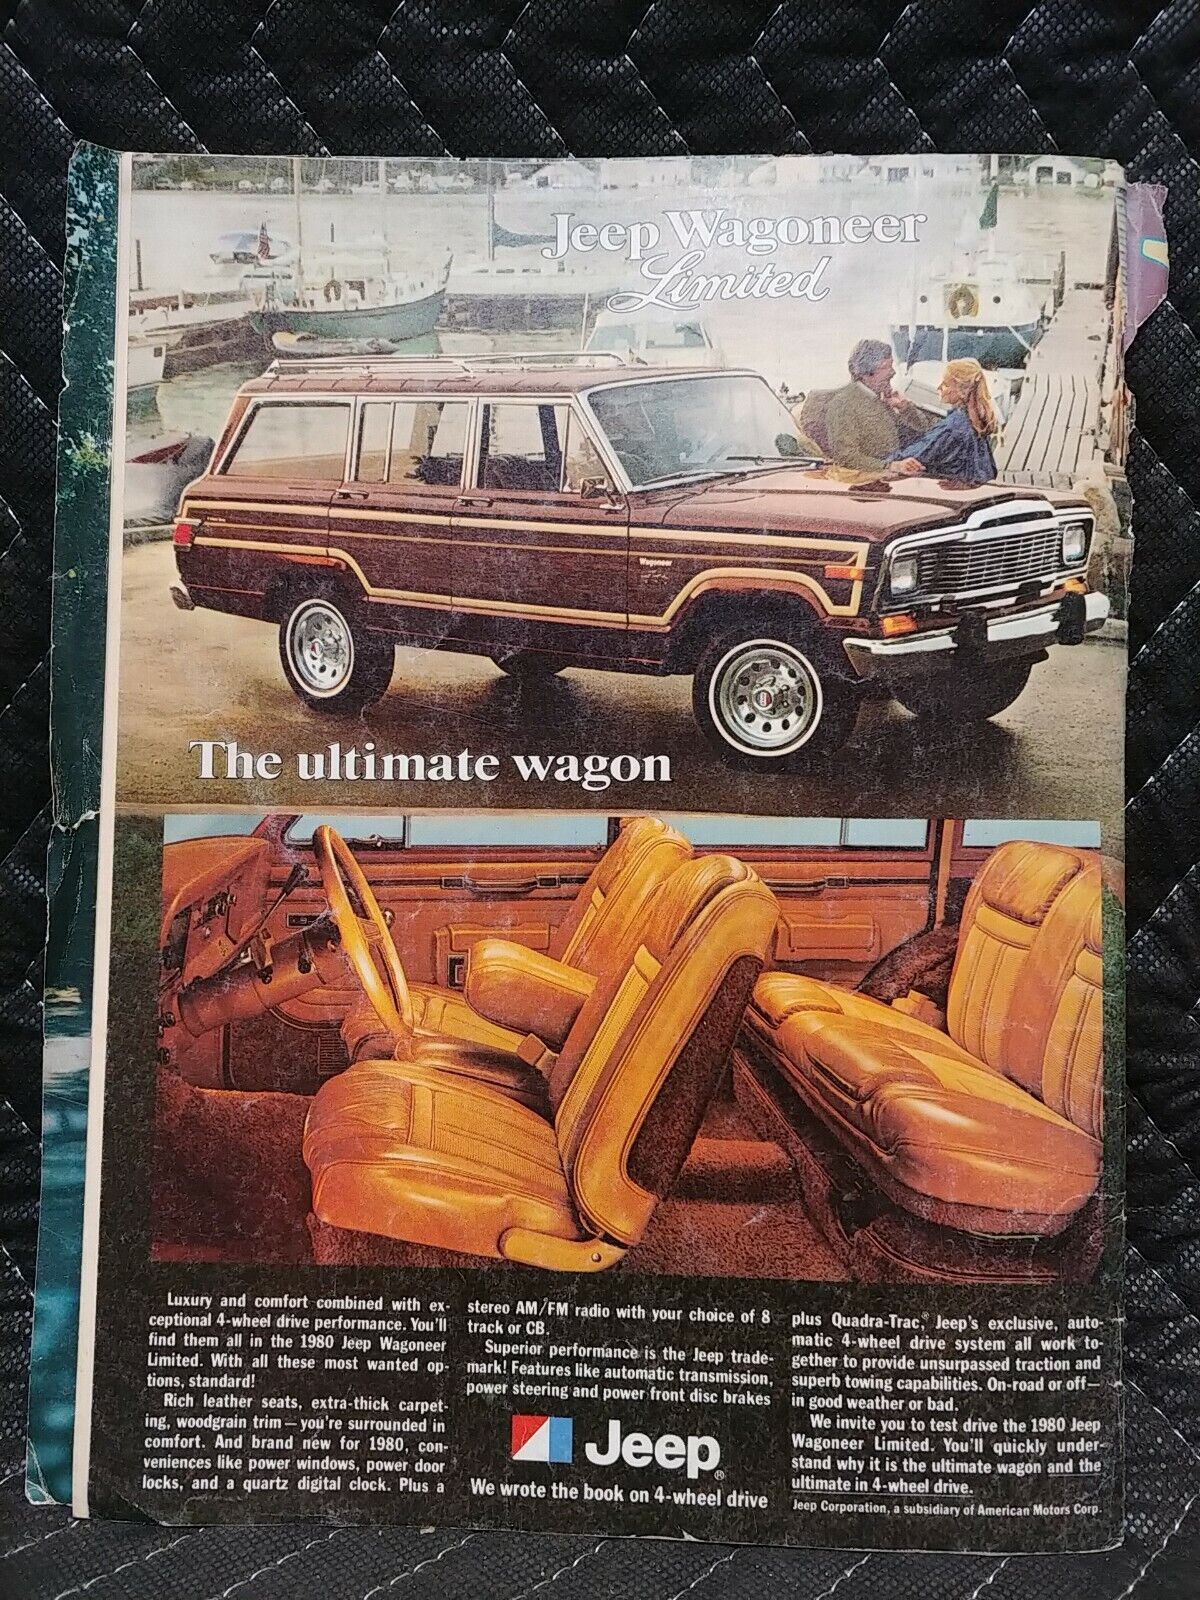 Jeep Wagoneer
Limited
Wagoneer
The ultimate wagon
Luxury and comfort combined with ex-
ceptional 4-wheel drive performance. You'll
find them all in the 1980 Jeep Wagoneer
Limited. With all these most wanted op-
tions, standard!
Rich leather seats, extra-thick carpet-
ing, woodgrain trim — you're surrounded in
comfort. And brand new for 1980, con-
veniences like power windows, power door
locks, and a quartz digital clock. Plus a
stereo AM/FM radio with your choice of 8
track or CB.
Superior performance is the Jeep trade-
mark! Features like automatic transmission,
power steering and power front disc brakes
plus Quadra-Trac,® Jeep's exclusive, auto-
matic 4-wheel drive system all work to-
gether to provide unsurpassed traction and
superb towing capabilities. On-road or off—
in good weather or bad.
We invite you to test drive the 1980 Jeep
Wagoneer Limited. You'll quickly under-
stand why it is the ultimate wagon and the
ultimate in 4-wheel drive.
Jeep®
We wrote the book on 4-wheel drive
Jeep Corporation, a subsidiary of American Motors Corp.